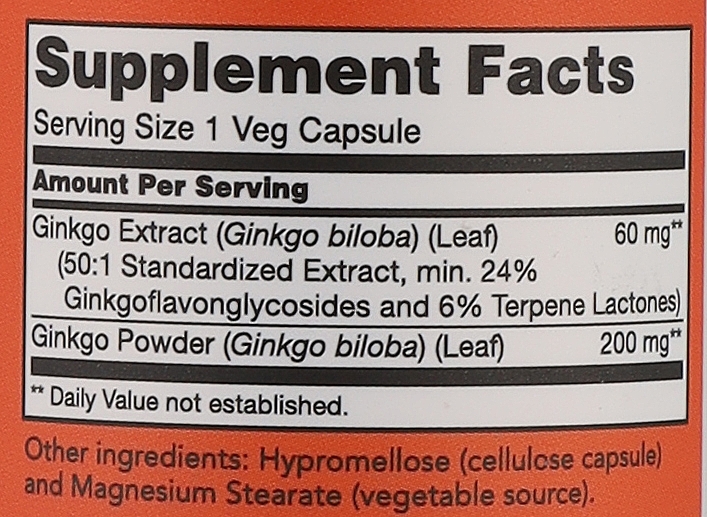 Supplement Facts
Serving Size 1 Veg Capsule
Amount Per Serving
Ginkgo Extract (Ginkgo biloba) (Leaf) 60 mg**
(50:1 Standardized Extract, min. 24%
Ginkgoflavonglycosides and 6% Terpene Lactones)
Ginkgo Powder (Ginkgo biloba) (Leaf) 200 mg**
** Daily Value not established.
Other ingredients: Hypromellose (cellulose capsule)
and Magnesium Stearate (vegetable source).